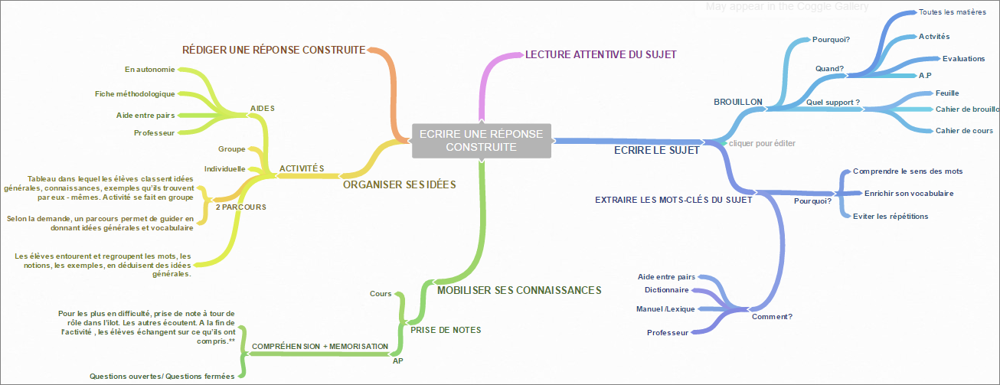 May appear in the Coggle Gallery
ECRIRE UNE RÉPONSE
CONSTRUITE
LECTURE ATTENTIVE DU SUJET
ECRIRE LE SUJET
cliquer pour éditer
BROUILLON
Pourquoi?
Quand?
Toutes les matières
Actvités
Evaluations
A.P
Quel support ?
Feuille
Cahier de brouillo
Cahier de cours
EXTRAIRE LES MOTS-CLÉS DU SUJET
Pourquoi?
Comprendre le sens des mots
Enrichir son vocabulaire
Eviter les répétitions
Comment?
Aide entre pairs
Dictionnaire
Manuel /Lexique
Professeur
MOBILISER SES CONNAISSANCES
PRISE DE NOTES
Cours
AP
COMPRÉHENSION + MEMORISATION
Pour les plus en difficulté, prise de note à tour de
rôle dans l'ilot. Les autres écoutent. A la fin de
l'activité , les élèves échangent sur ce qu'ils ont
compris.**
Questions ouvertes/ Questions fermées
ORGANISER SES IDÉES
ACTIVITÉS
AIDES
En autonomie
Fiche méthodologique
Aide entre pairs
Professeur
Groupe
Individuelle
2 PARCOURS
Tableau dans lequel les élèves classent idées
générales, connaissances, exemples qu'ils trouvent
par eux - mêmes. Activité se fait en groupe
Selon la demande, un parcours permet de guider en
donnant idées générales et vocabulaire
Les élèves entourent et regroupent les mots, les
notions, les exemples, en déduisent des idées
générales.
RÉDIGER UNE RÉPONSE CONSTRUITE